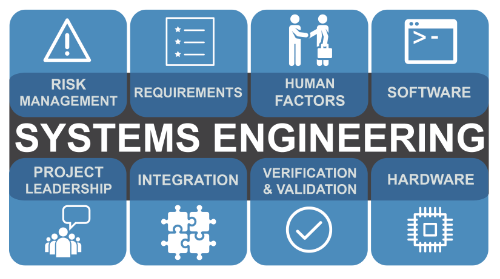 RISK
MANAGEMENT
REQUIREMENTS
HUMAN
FACTORS
SOFTWARE
SYSTEMS ENGINEERING
PROJECT
LEADERSHIP
INTEGRATION
VERIFICATION
& VALIDATION
HARDWARE